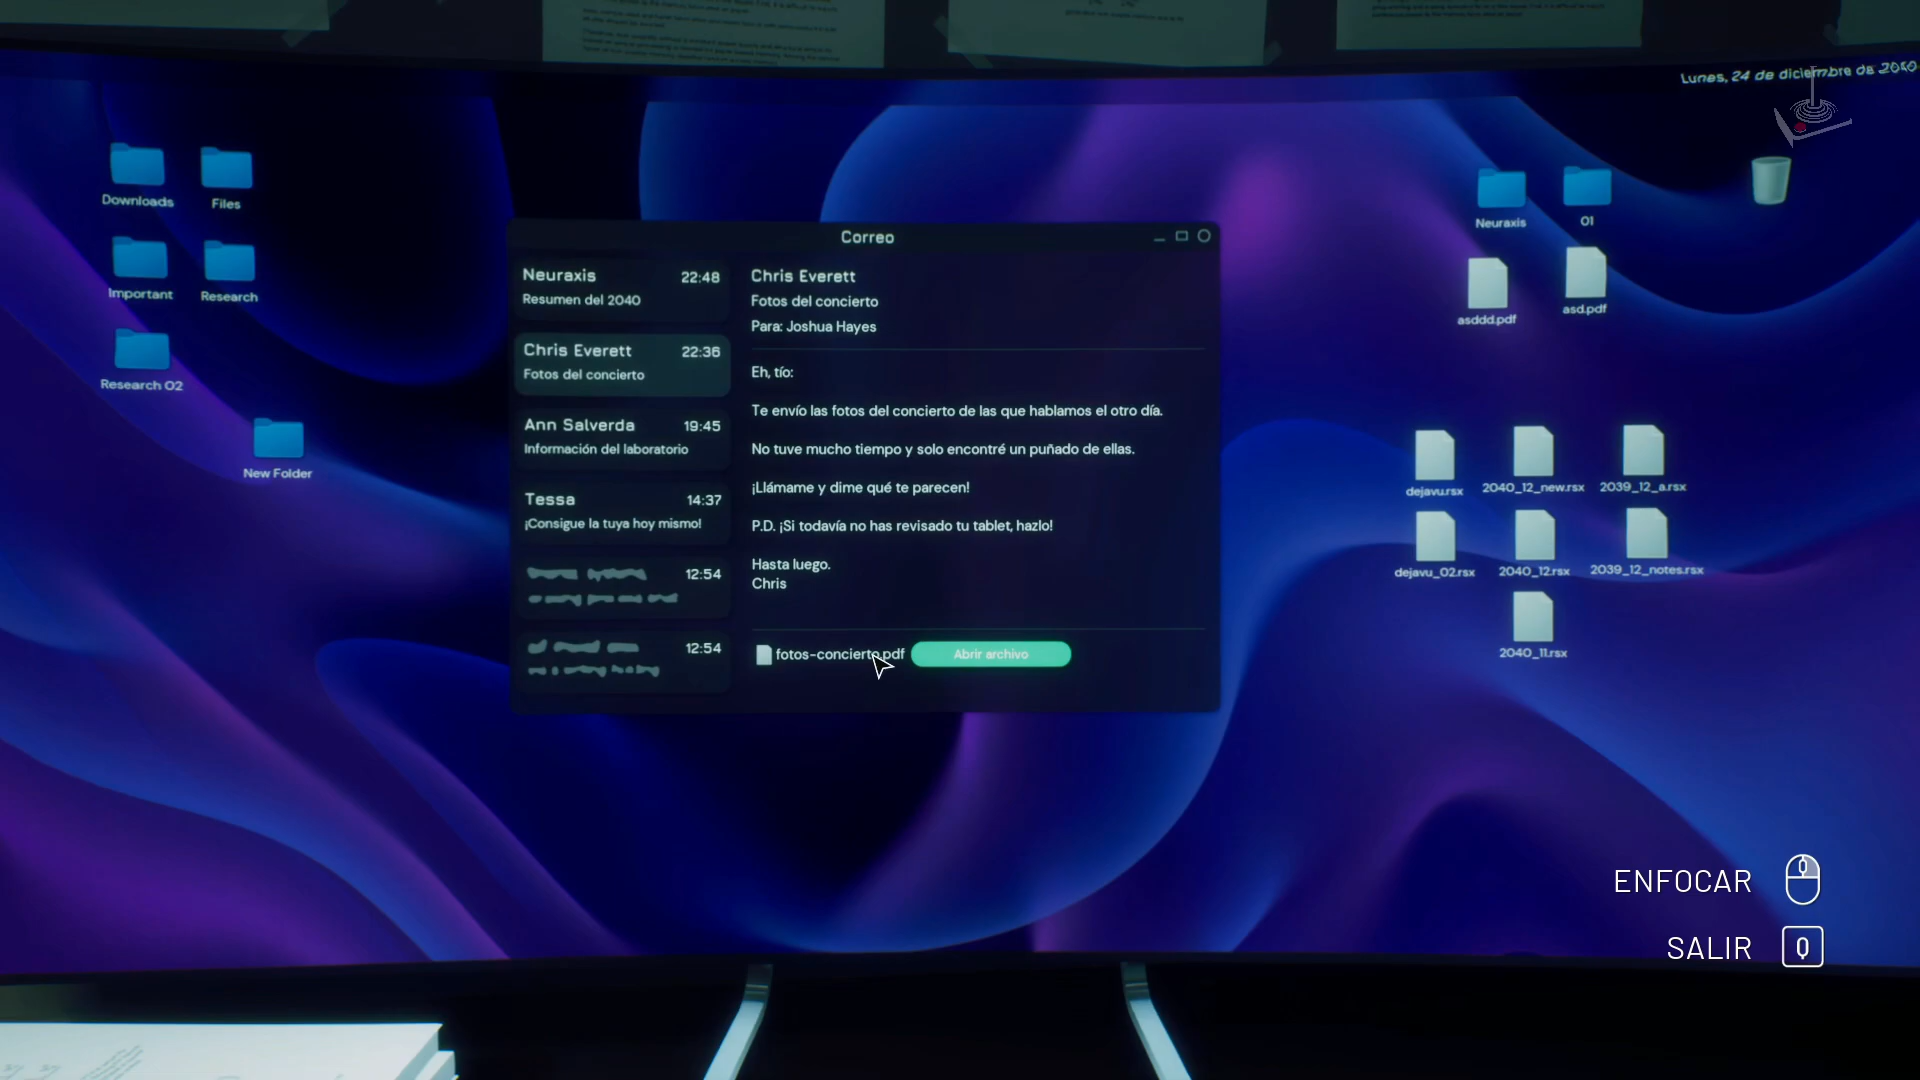 Lunes, 24 de diciembre de 2040
Downloads
Files
Important
Research
Research 02
New Folder
Correo
Neuraxis 22:48
Resumen del 2040
Chris Everett 22:36
Fotos del concierto
Ann Salverda 19:45
Información del laboratorio
Tessa 14:37
¡Consigue la tuya hoy mismo!
12:54
12:54
Chris Everett
Fotos del concierto
Para: Joshua Hayes
Eh, tío:
Te envío las fotos del concierto de las que hablamos el otro día.
No tuve mucho tiempo y solo encontré un puñado de ellas.
¡Llámame y dime qué te parecen!
P.D. ¡Si todavía no has revisado tu tablet, hazlo!
Hasta luego.
Chris
fotos-concierto.pdf
Abrir archivo
Neuraxis
01
asddd.pdf
asd.pdf
dejavu.rsx
2040_12_new.rsx
2039_12_a.rsx
dejavu_02.rsx
2040_12.rsx
2039_12_notes.rsx
2040_11.rsx
ENFOCAR
SALIR Q